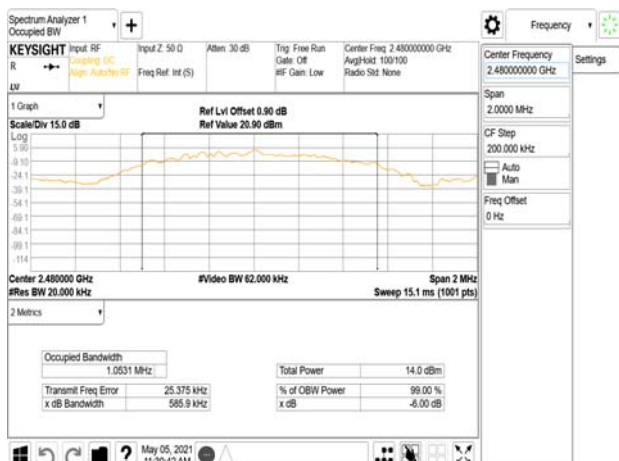 Spectrum Analyzer 1
Occupied BW
+
Frequency
KEYSIGHT
R
LXI
Input: RF
Coupling: DC
Align: Auto/No RF
Input Z: 50 Ω
Freq Ref: Int (S)
Atten: 30 dB
Trig: Free Run
Gate: Off
#IF Gain: Low
Center Freq: 2.480000000 GHz
Avg|Hold: 100/100
Radio Std: None
Center Frequency
2.480000000 GHz
Settings
Span
2.0000 MHz
CF Step
200.000 kHz
Auto
Man
Freq Offset
0 Hz
1 Graph
Scale/Div 15.0 dB
Ref Lvl Offset 0.90 dB
Ref Value 20.90 dBm
Log
5.90
-9.10
-24.1
-39.1
-54.1
-69.1
-84.1
-99.1
-114
Center 2.480000 GHz
#Video BW 62.000 kHz
Span 2 MHz
#Res BW 20.000 kHz
Sweep 15.1 ms (1001 pts)
2 Metrics
Occupied Bandwidth
1.0531 MHz
Total Power 14.0 dBm
Transmit Freq Error 25.375 kHz
% of OBW Power 99.00 %
x dB Bandwidth 585.9 kHz
x dB -6.00 dB
?
May 05, 2021